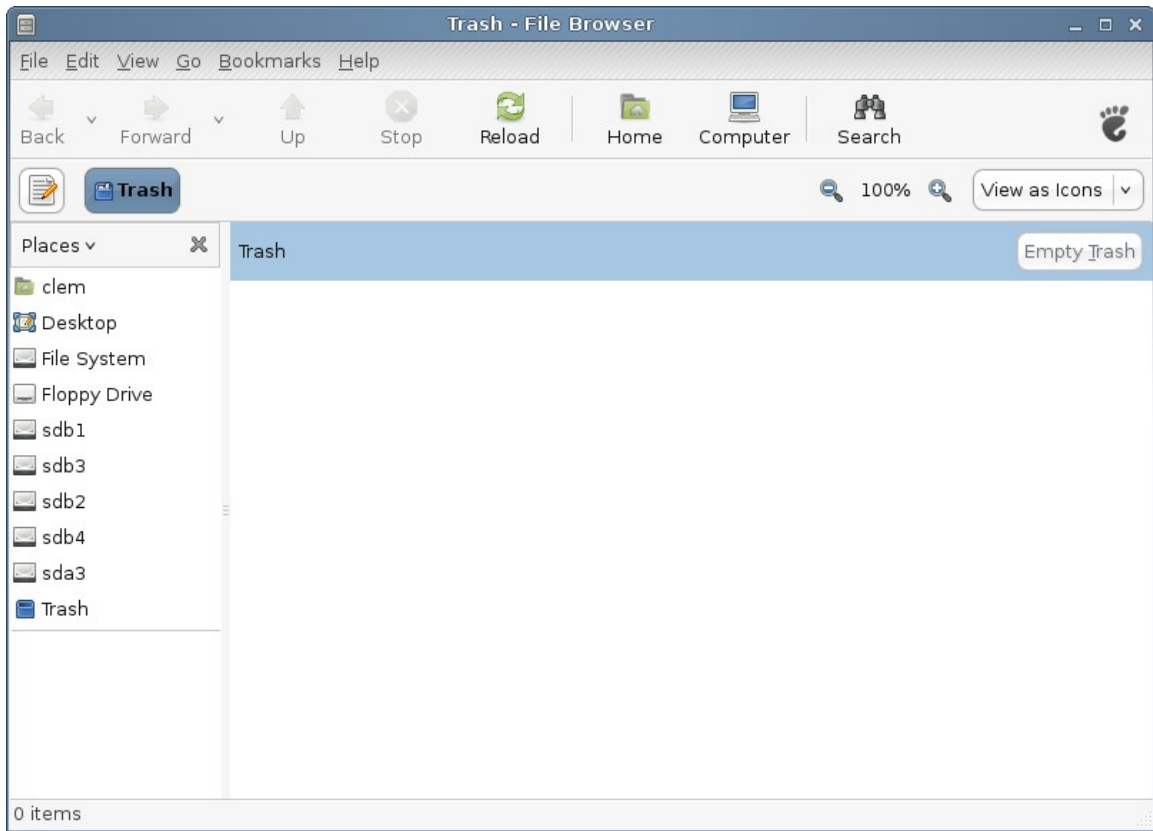 Trash - File Browser
File Edit View Go Bookmarks Help
Back Forward Up Stop Reload Home Computer Search
Trash 100% View as Icons
Places Trash Empty Trash
clem
Desktop
File System
Floppy Drive
sdb1
sdb3
sdb2
sdb4
sda3
Trash
0 items